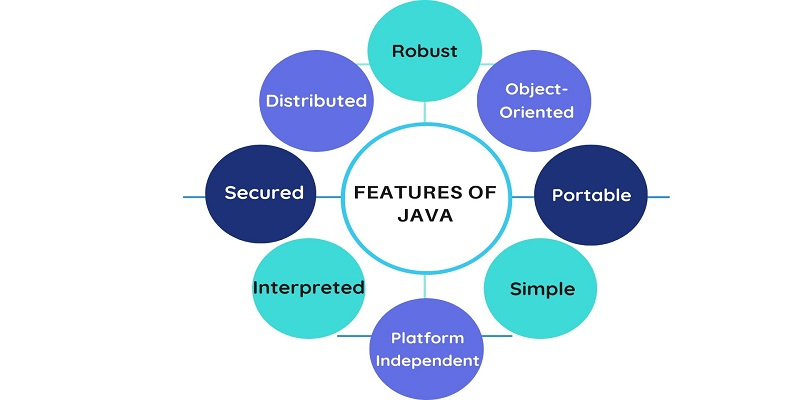 Robust
Distributed
Object-
Oriented
Secured
FEATURES OF
JAVA
Portable
Interpreted
Simple
Platform
Independent